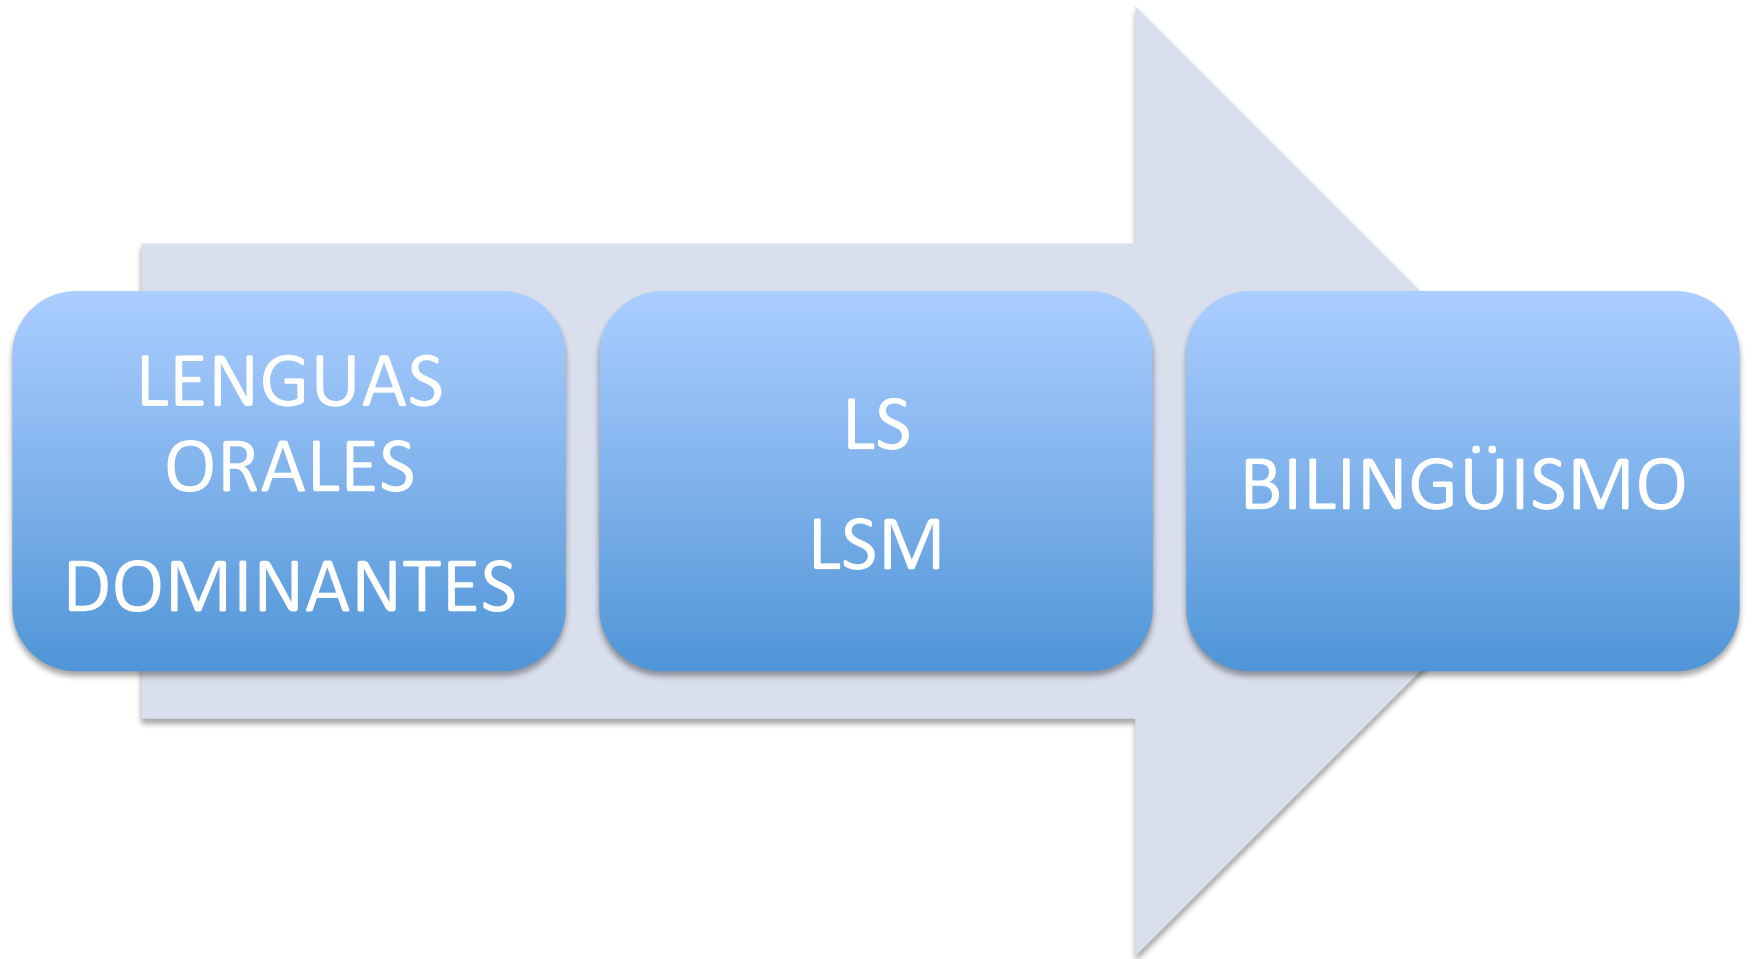 LENGUAS
ORALES
DOMINANTES
LS
LSM
BILINGÜISMO